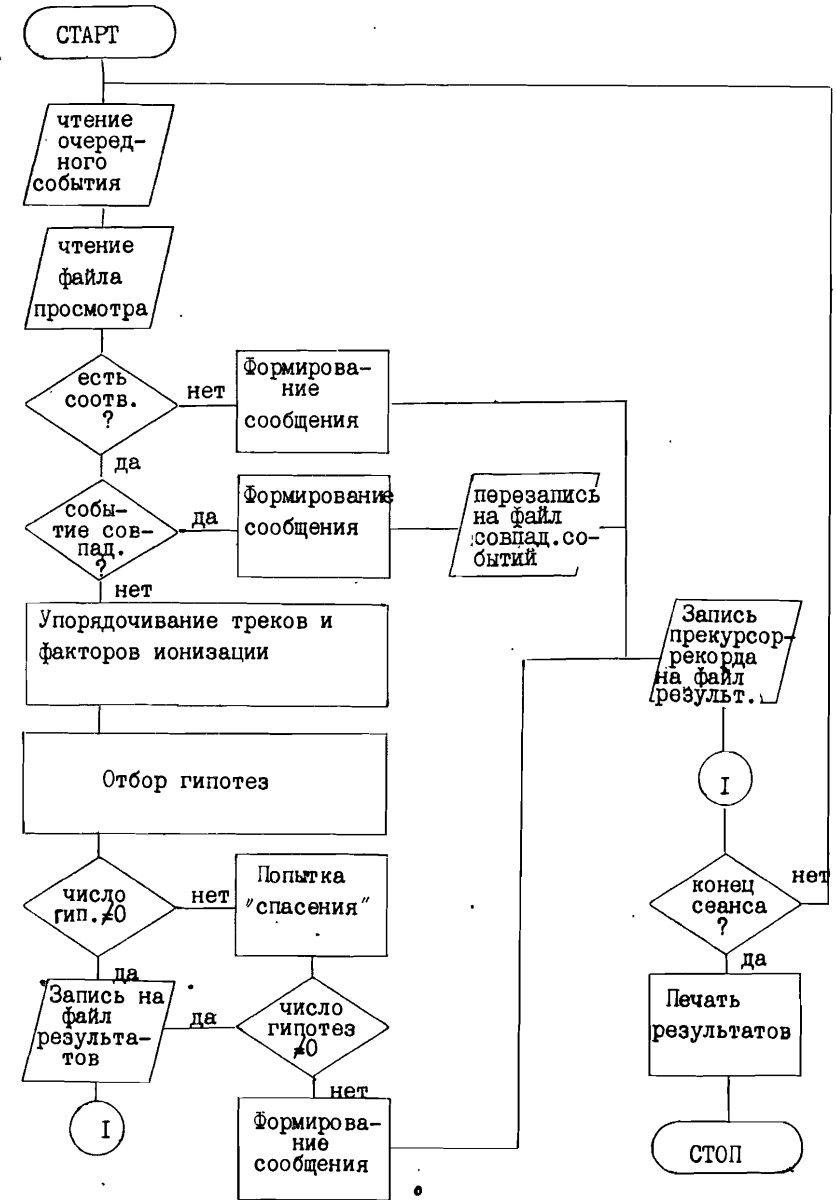 СТАРТ
чтение
очеред-
ного
события
чтение
файла
просмотра
есть
соотв.
?
нет
Формирова-
ние
сообщения
да
собы-
тие сов-
пад.
?
да
Формирование
сообщения
перезапись
на файл
совпад.со-
бытий
нет
Упорядочивание треков и
факторов ионизации
Отбор гипотез
число
гип.≠0
нет
Попытка
"спасения"
да
Запись на
файл
результа-
тов
да
число
гипотез
≠0
нет
I
Формирова-
ние
сообщения
Запись
прекурсор-
рекорда
на файл
результ.
I
конец
сеанса
?
нет
да
Печать
результатов
СТОП